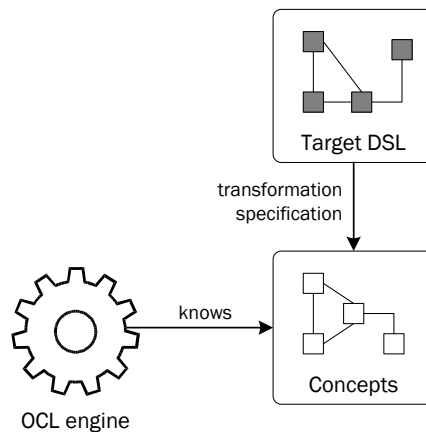 Target DSL
transformation
specification
knows
Concepts
OCL engine